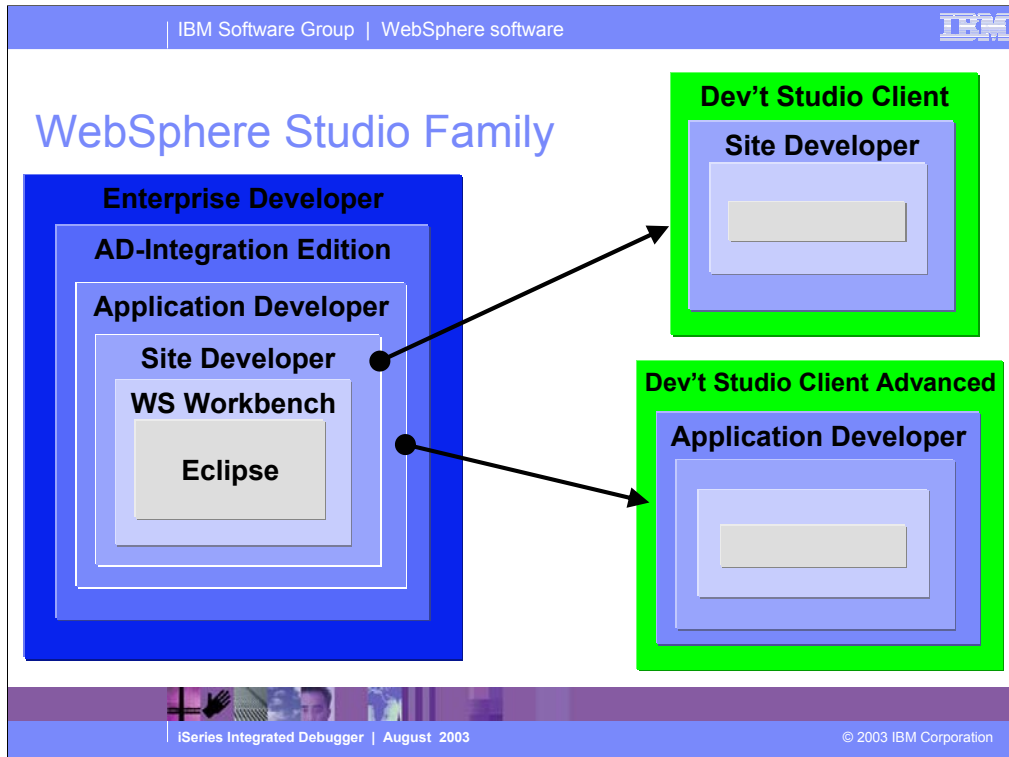 IBM Software Group | WebSphere software
IBM
WebSphere Studio Family
Enterprise Developer
AD-Integration Edition
Application Developer
Site Developer
WS Workbench
Eclipse
Dev't Studio Client
Site Developer
Dev't Studio Client Advanced
Application Developer
iSeries Integrated Debugger | August 2003
© 2003 IBM Corporation